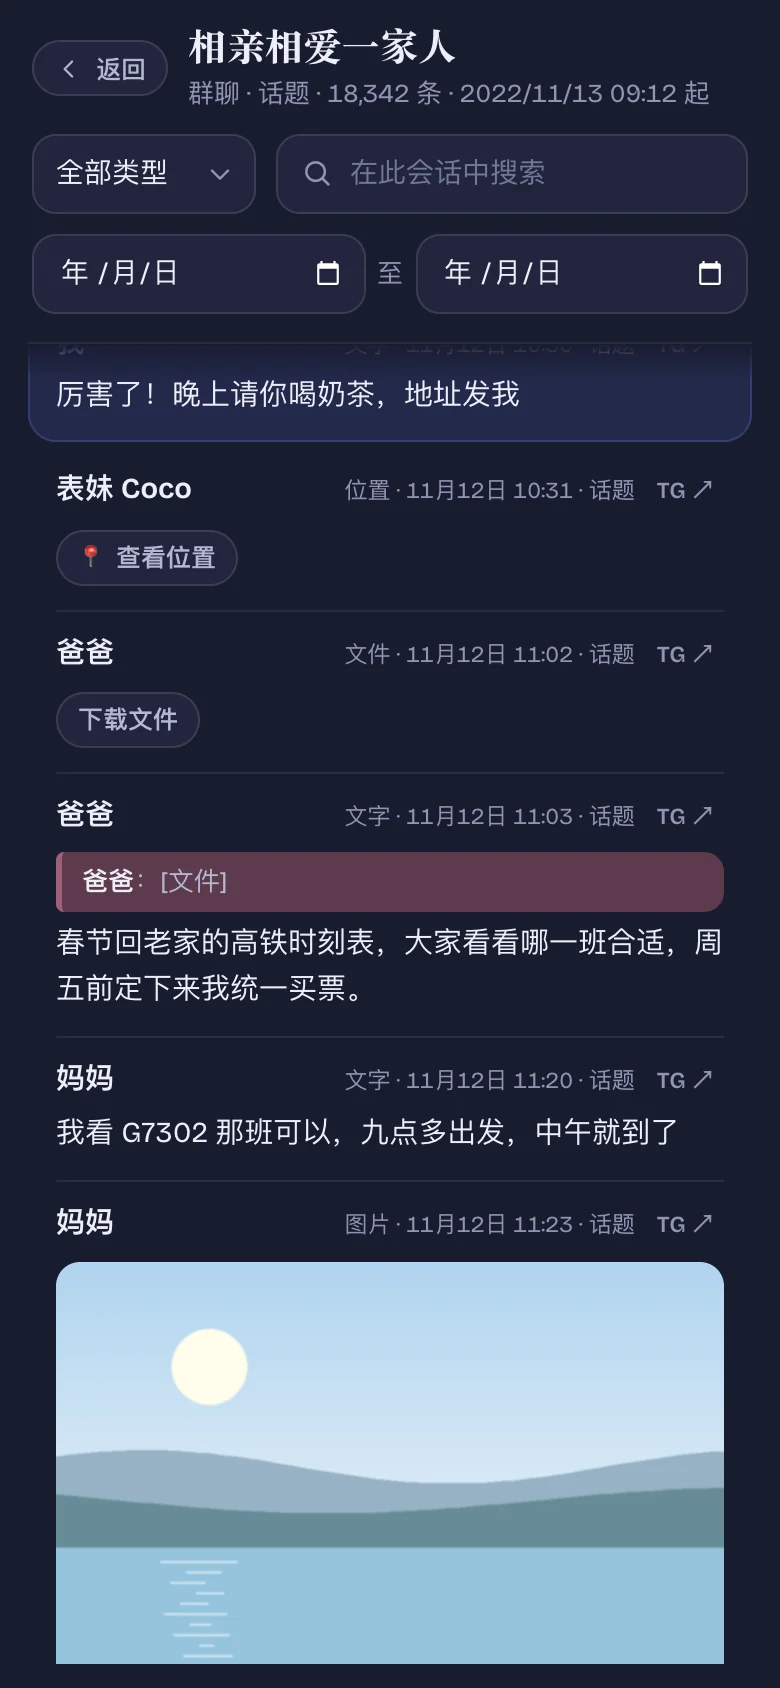 返回
相亲相爱一家人
群聊 · 话题 · 18,342 条 · 2022/11/13 09:12 起
全部类型
在此会话中搜索
年 /月/日
至
年 /月/日
厉害了！晚上请你喝奶茶，地址发我
表妹 Coco
位置 · 11月12日 10:31 · 话题 TG ↗
查看位置
爸爸
文件 · 11月12日 11:02 · 话题 TG ↗
下载文件
爸爸
文字 · 11月12日 11:03 · 话题 TG ↗
爸爸：[文件]
春节回老家的高铁时刻表，大家看看哪一班合适，周
五前定下来我统一买票。
妈妈
文字 · 11月12日 11:20 · 话题 TG ↗
我看 G7302 那班可以，九点多出发，中午就到了
妈妈
图片 · 11月12日 11:23 · 话题 TG ↗